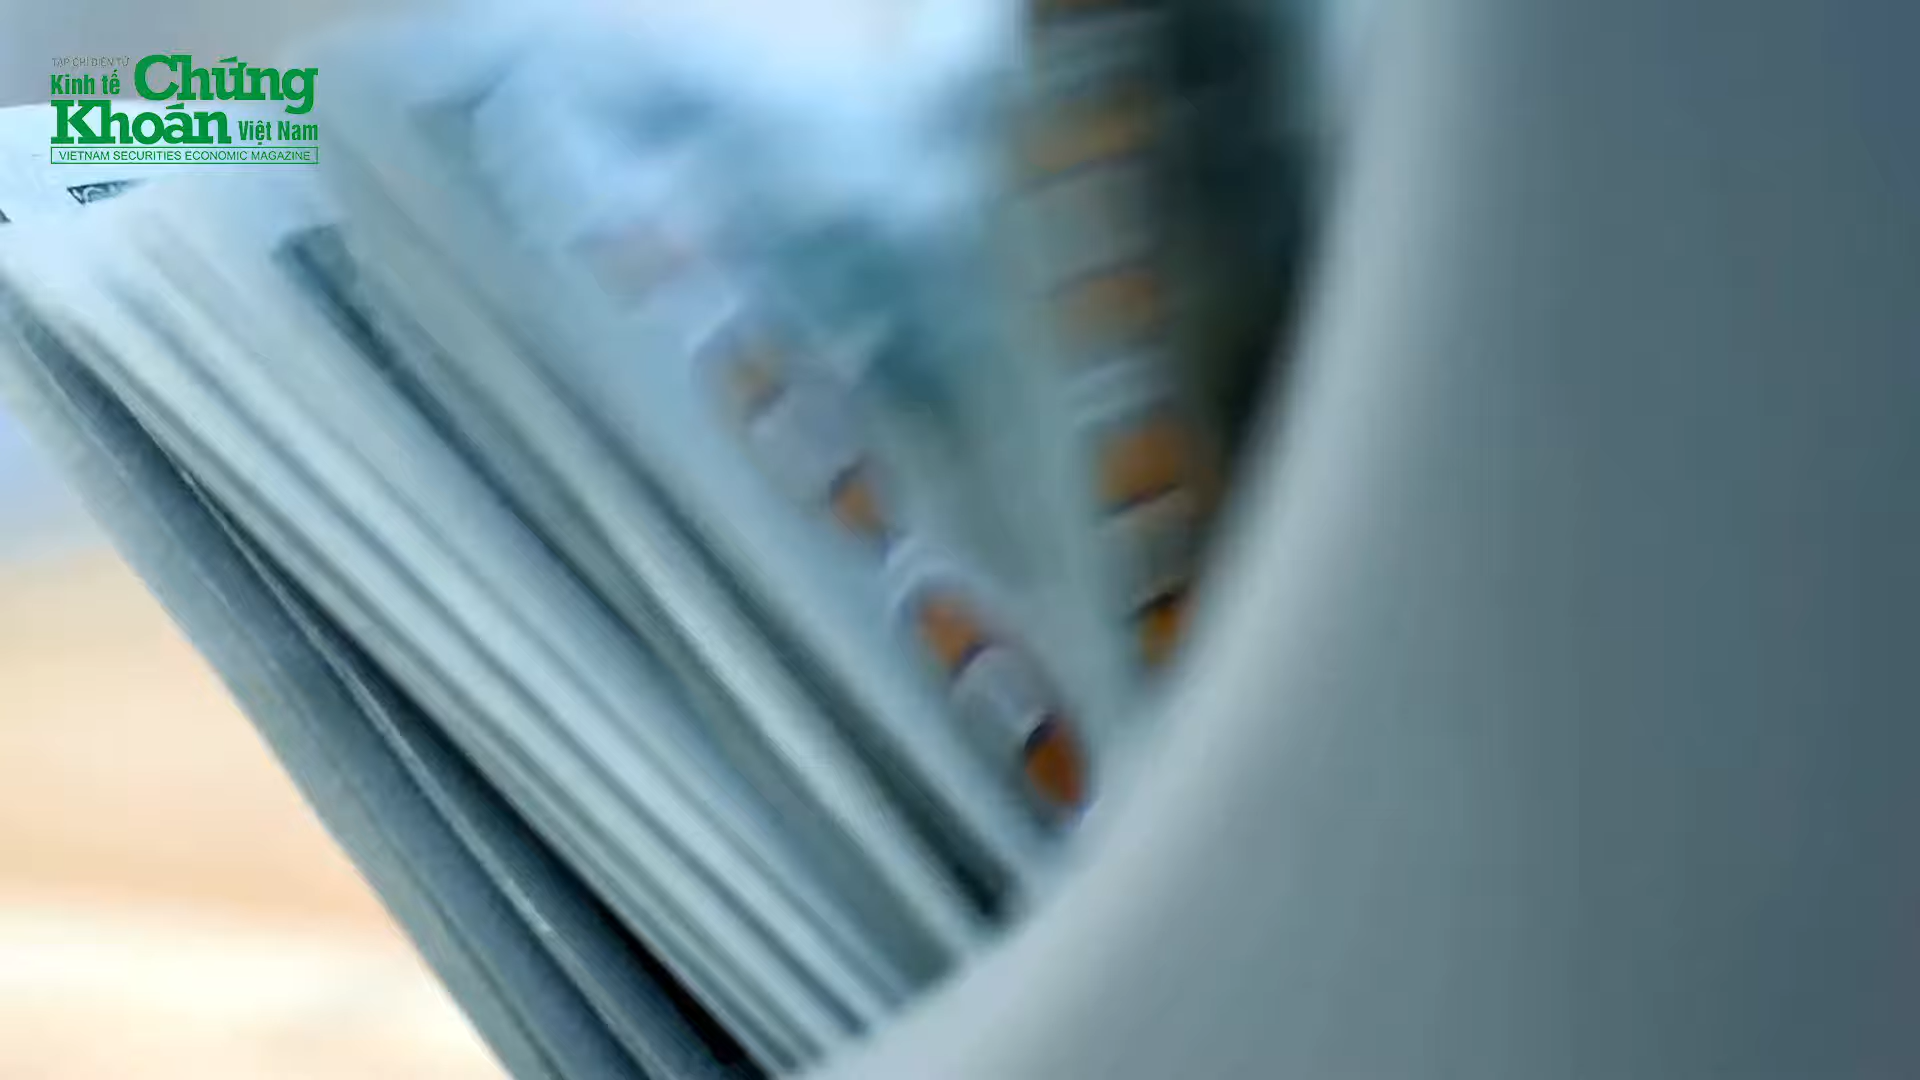 TẠP CHÍ ĐIỆN TỬ
Kinh tế Chứng
Khoán Việt Nam
VIETNAM SECURITIES ECONOMIC MAGAZINE